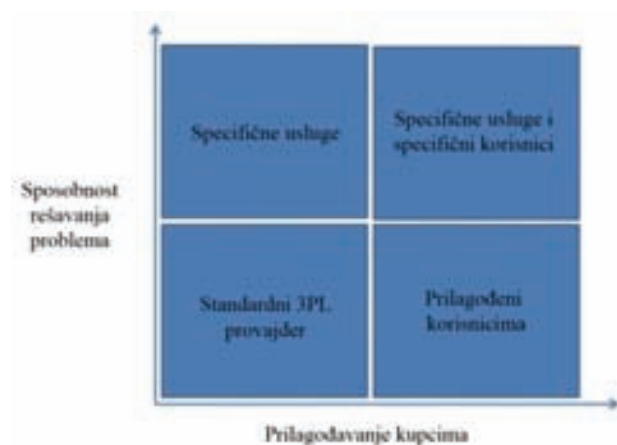 Specifične usluge
Specifične usluge i
specifični korisnici
Sposobnost
rešavanja
problema
Standardni 3PL
provajder
Prilagođeni
korisnicima
Prilagođavanje kupcima